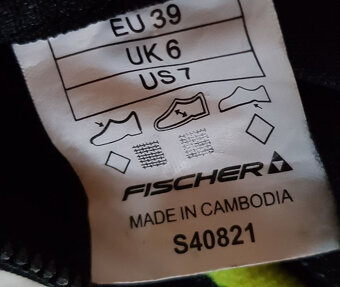 EU 39
UK 6
US 7
FISCHER
MADE IN CAMBODIA
S40821